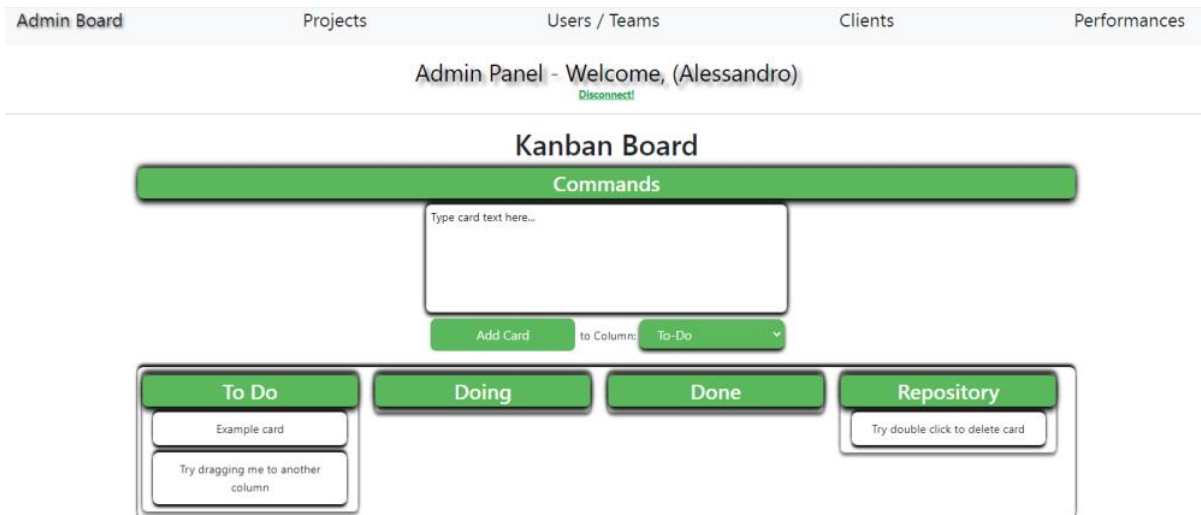 Admin Board Projects Users / Teams Clients Performances
Admin Panel - Welcome, (Alessandro)
Disconnect!
Kanban Board
Commands
Type card text here...
Add Card to Column: To-Do
To Do Doing Done Repository
Example card Try double click to delete card
Try dragging me to another
column